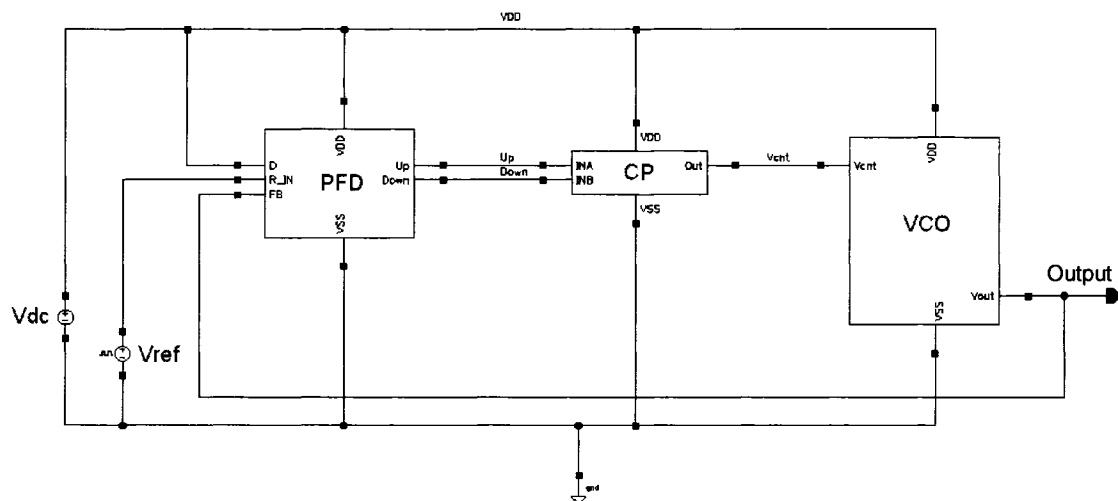 VDD
D
R_IN
FB
VDD
PFD
VSS
Up
Down
Up
Down
VDD
INA
INB
CP
Out
VSS
Vcnt
Vcnt
VDD
VCO
VSS
Vout
Output
Vdc
Vref
gnd